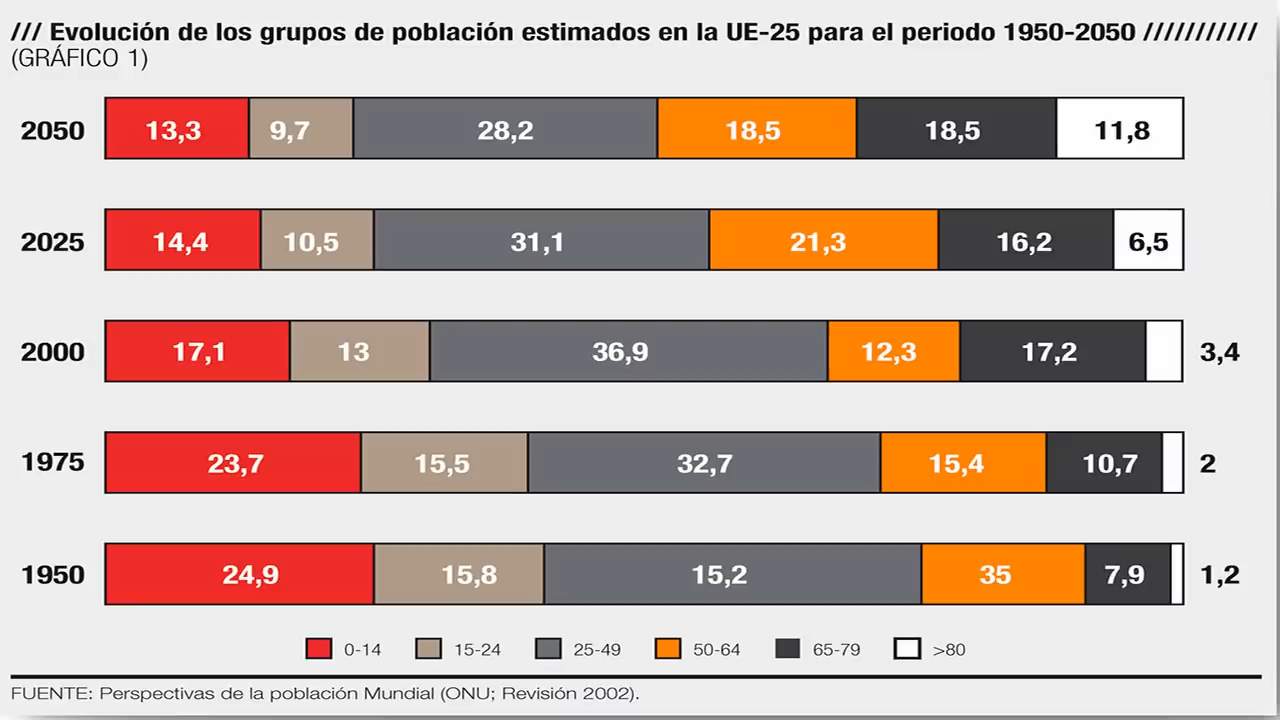 /// Evolución de los grupos de población estimados en la UE-25 para el periodo 1950-2050 ///////////
(GRÁFICO 1)
2050 13,3 9,7 28,2 18,5 18,5 11,8
2025 14,4 10,5 31,1 21,3 16,2 6,5
2000 17,1 13 36,9 12,3 17,2 3,4
1975 23,7 15,5 32,7 15,4 10,7 2
1950 24,9 15,8 15,2 35 7,9 1,2
0-14 15-24 25-49 50-64 65-79 >80
FUENTE: Perspectivas de la población Mundial (ONU; Revisión 2002).